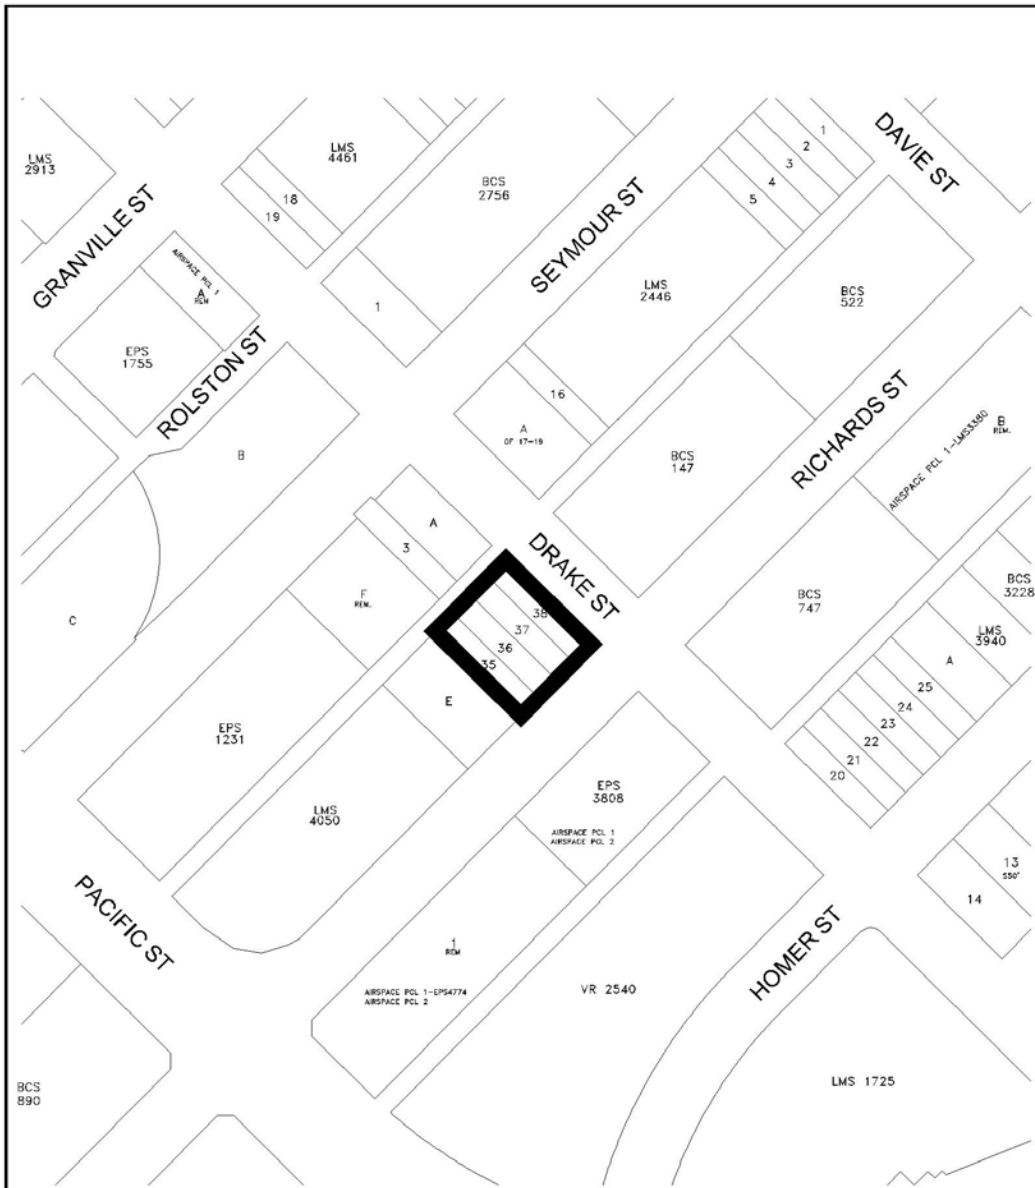 DAVIE ST
1
2
3
4
5
LMS
2913
LMS
4461
18
19
BCS
2756
GRANVILLE ST
SEYMOUR ST
AIRSPACE PCL 1
A
REM
1
LMS
2446
BCS
522
EPS
1755
ROLSTON ST
B
16
A
OF 17-19
BCS
147
RICHARDS ST
AIRSPACE PCL 1-LMS3380
B
REM.
A
3
DRAKE ST
F
REM.
C
38
37
36
35
E
BCS
747
BCS
3228
LMS
3940
A
25
24
23
22
21
20
EPS
1231
LMS
4050
EPS
3808
AIRSPACE PCL 1
AIRSPACE PCL 2
13
S50'
14
PACIFIC ST
1
REM
AIRSPACE PCL 1-EPS4774
AIRSPACE PCL 2
VR 2540
HOMER ST
BCS
890
LMS 1725